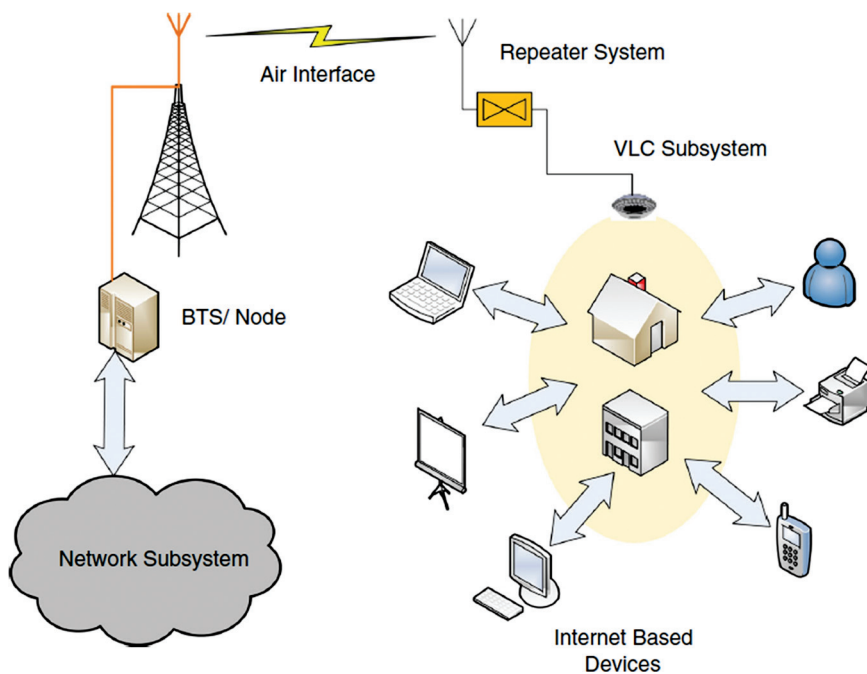 Air Interface
Repeater System
VLC Subsystem
BTS/ Node
Network Subsystem
Internet Based
Devices